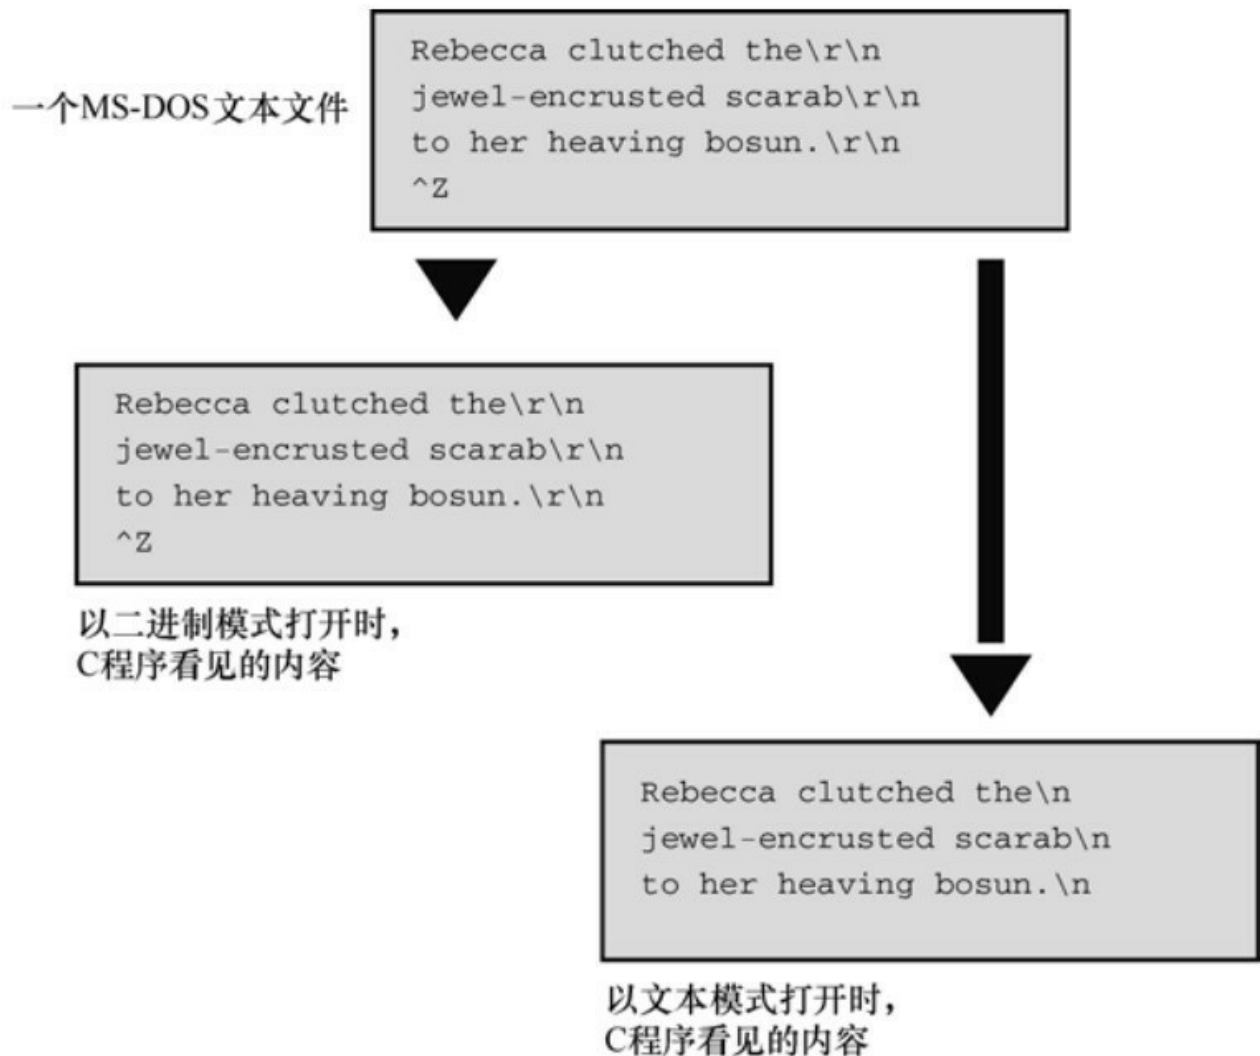 一个MS-DOS文本文件
Rebecca clutched the\r\n
jewel-encrusted scarab\r\n
to her heaving bosun.\r\n
^Z
Rebecca clutched the\r\n
jewel-encrusted scarab\r\n
to her heaving bosun.\r\n
^Z
以二进制模式打开时，
C程序看见的内容
Rebecca clutched the\n
jewel-encrusted scarab\n
to her heaving bosun.\n
以文本模式打开时，
C程序看见的内容